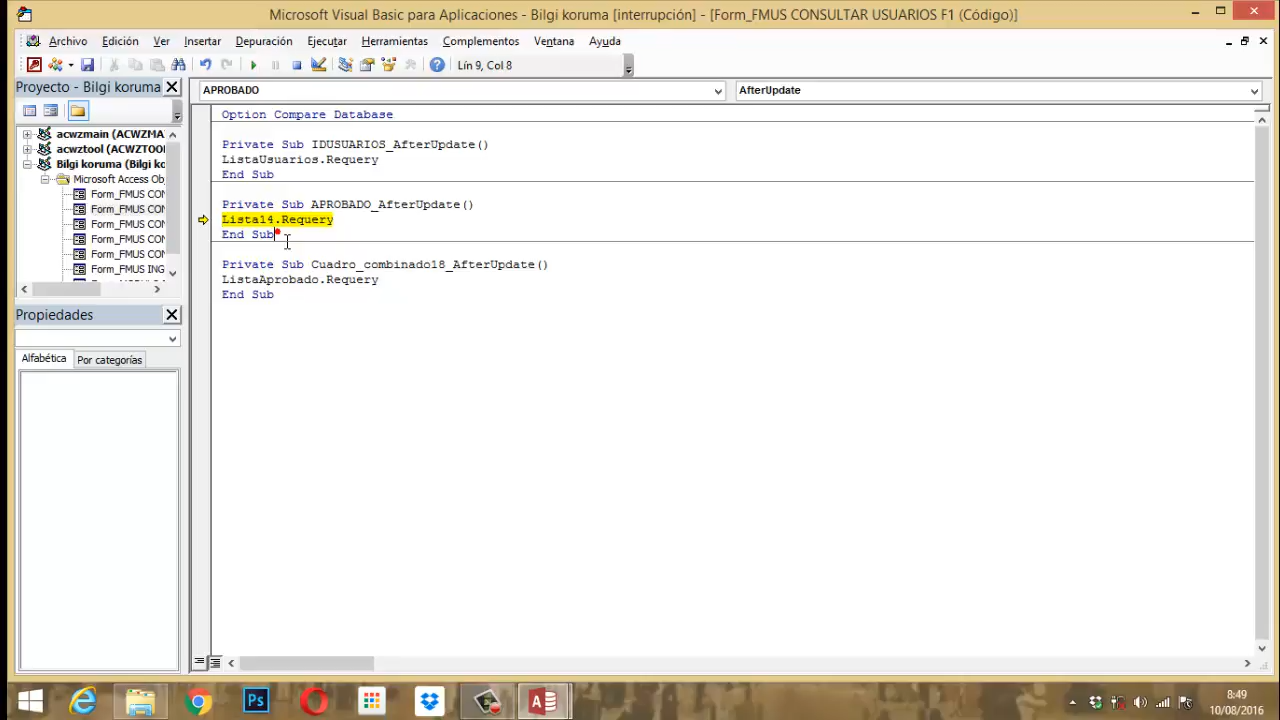 Microsoft Visual Basic para Aplicaciones - Bilgi koruma [interrupción] - [Form_FMUS CONSULTAR USUARIOS F1 (Código)]
Archivo Edición Ver Insertar Depuración Ejecutar Herramientas Complementos Ventana Ayuda
Lín 9, Col 8
Proyecto - Bilgi koruma
APROBADO
AfterUpdate
acwzmain (ACWZMA
acwztool (ACWZTOO
Bilgi koruma (Bilgi kc
Microsoft Access Obj
Form_FMUS CON
Form_FMUS CON
Form_FMUS CON
Form_FMUS CON
Form_FMUS CON
Form_FMUS ING
Propiedades
Alfabética
Por categorías
Option Compare Database
Private Sub IDUSUARIOS_AfterUpdate()
ListaUsuarios.Requery
End Sub
Private Sub APROBADO_AfterUpdate()
Lista14.Requery
End Sub
Private Sub Cuadro_combinado18_AfterUpdate()
ListaAprobado.Requery
End Sub
Ps
8:49
10/08/2016